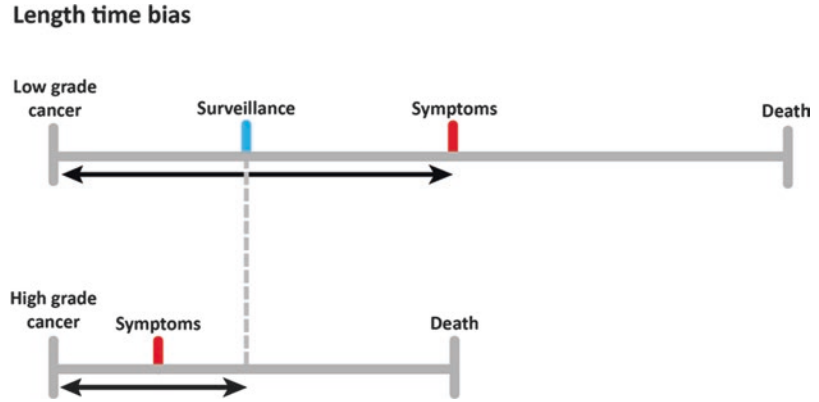 Length time bias
Low grade
cancer
Surveillance
Symptoms
Death
High grade
cancer
Symptoms
Death